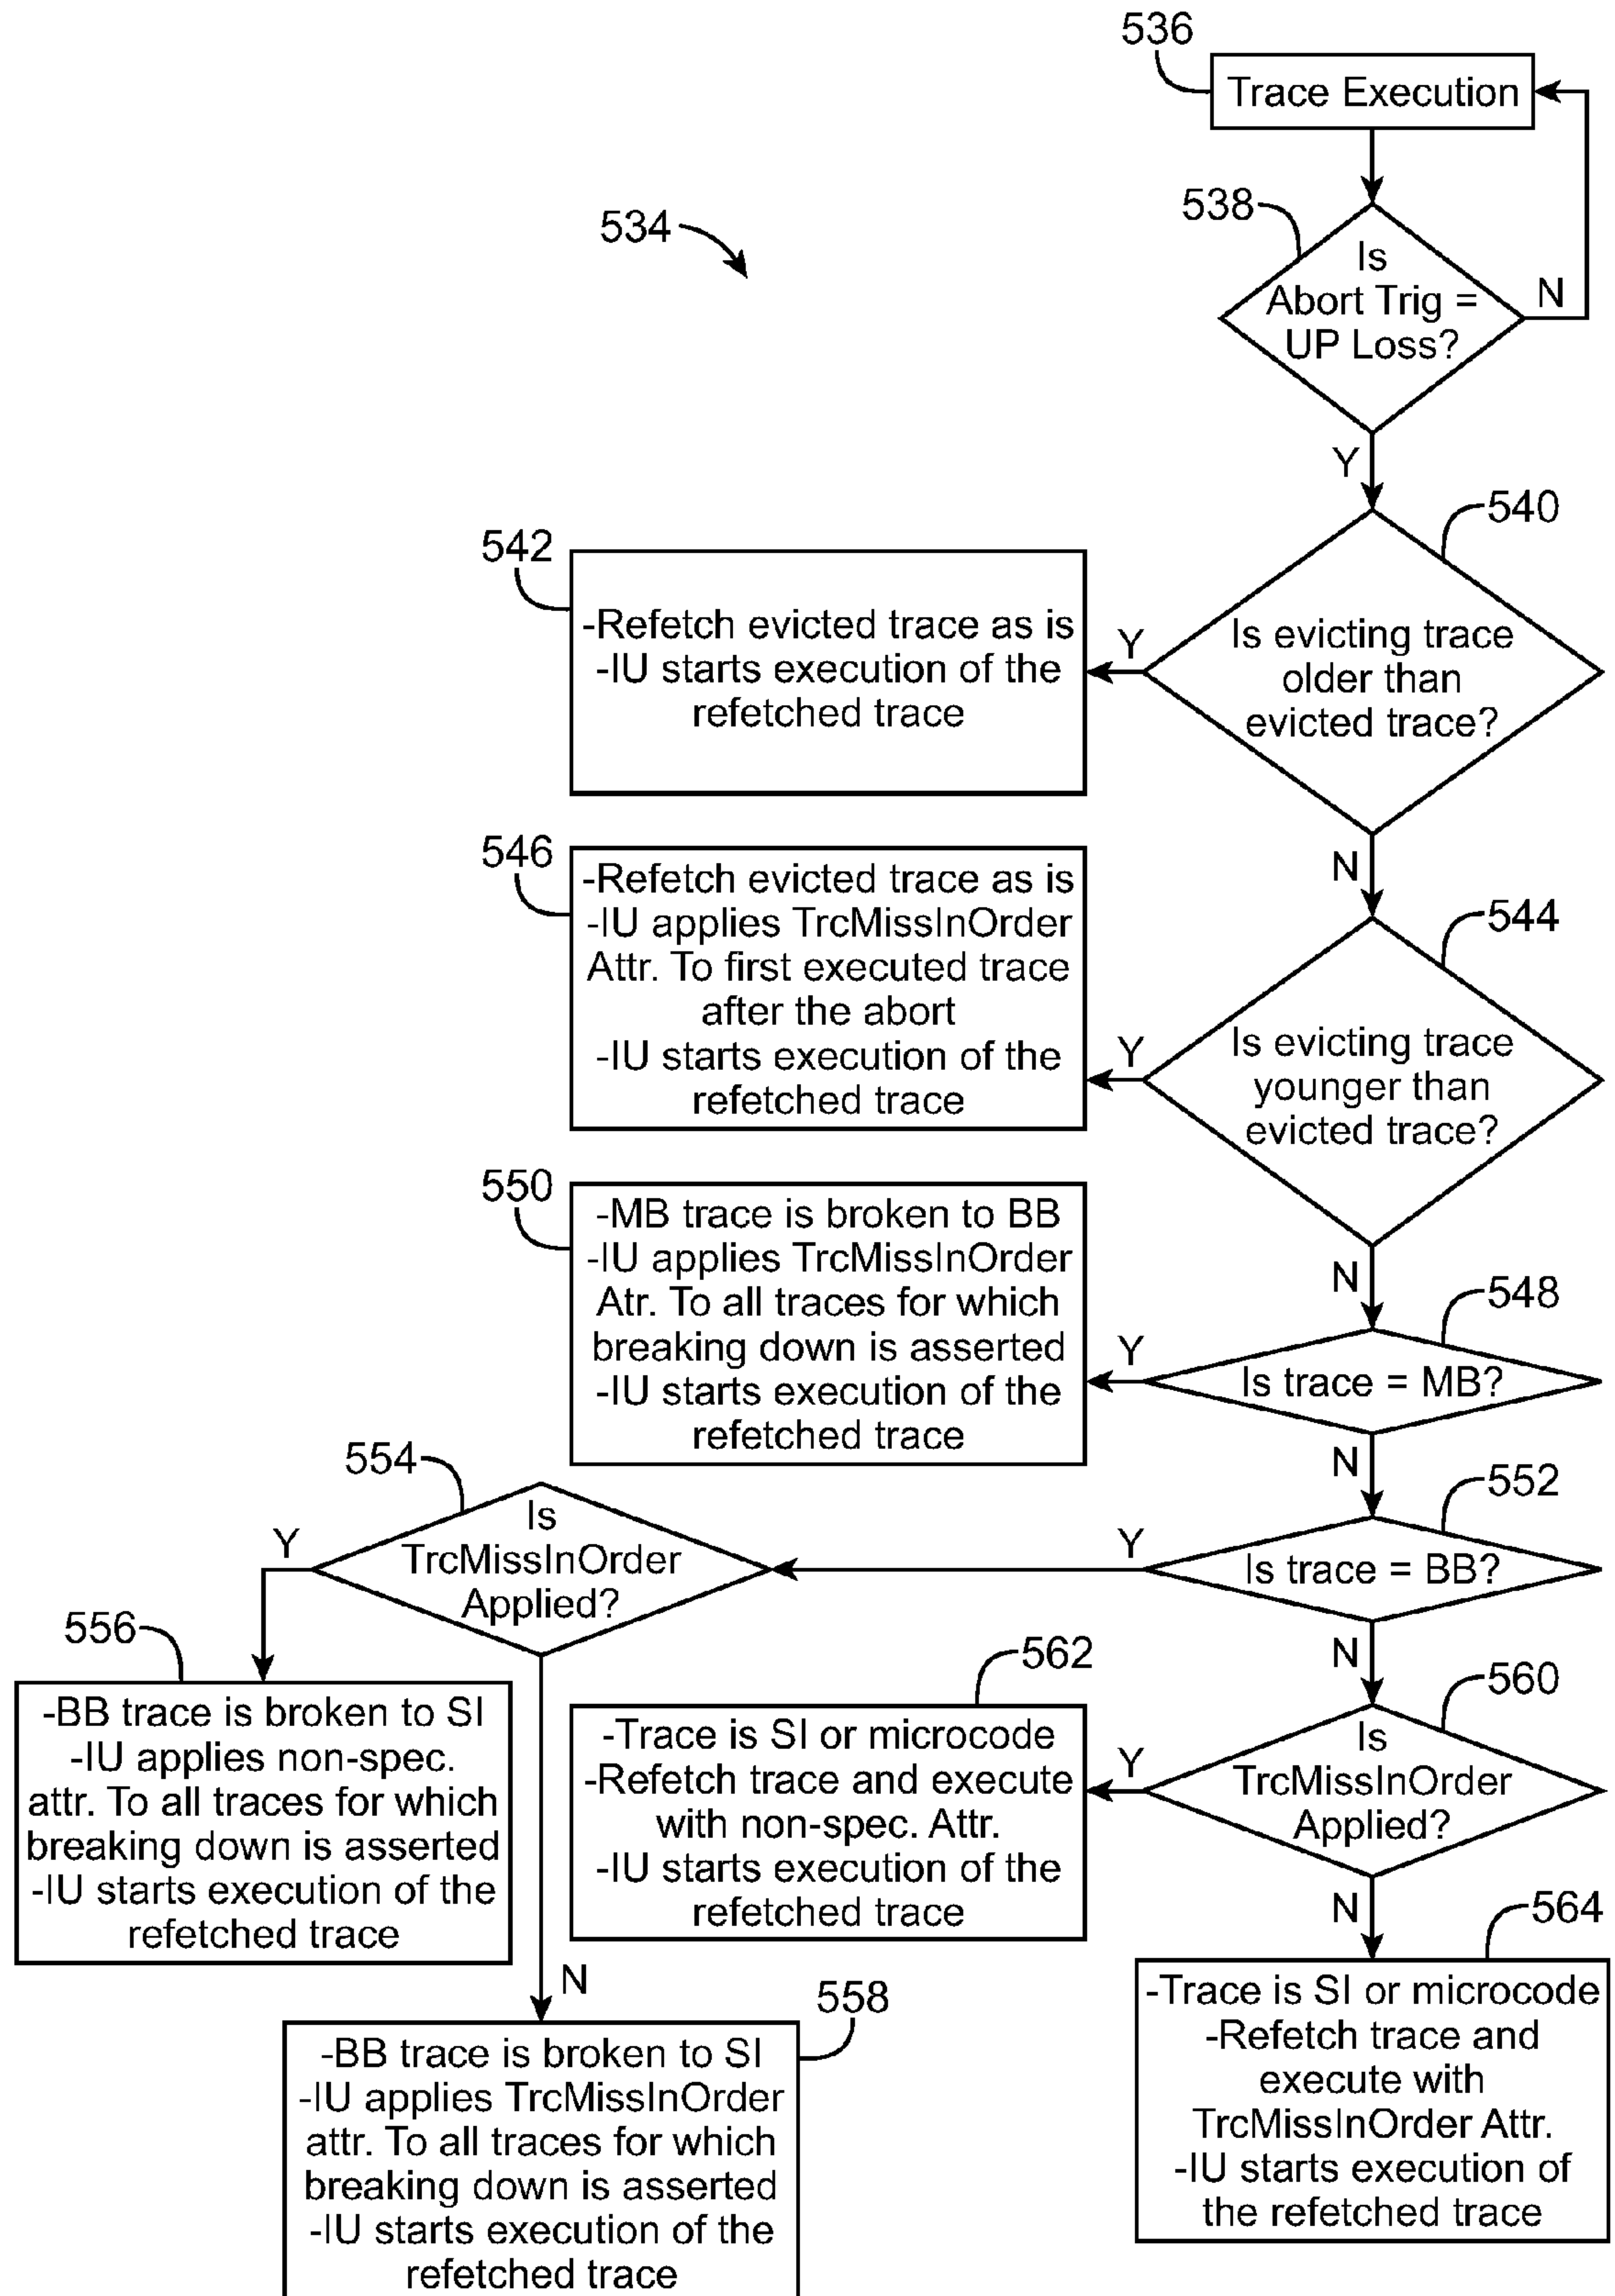 536
Trace Execution
534
538
Is
Abort Trig =
UP Loss?
N
Y
540
Is evicting trace
older than
evicted trace?
Y
542
-Refetch evicted trace as is
-IU starts execution of the
refetched trace
N
544
Is evicting trace
younger than
evicted trace?
Y
546
-Refetch evicted trace as is
-IU applies TrcMissInOrder
Attr. To first executed trace
after the abort
-IU starts execution of the
refetched trace
N
548
Is trace = MB?
Y
550
-MB trace is broken to BB
-IU applies TrcMissInOrder
Atr. To all traces for which
breaking down is asserted
-IU starts execution of the
refetched trace
N
552
Is trace = BB?
Y
554
Is
TrcMissInOrder
Applied?
Y
556
-BB trace is broken to SI
-IU applies non-spec.
attr. To all traces for which
breaking down is asserted
-IU starts execution of the
refetched trace
N
558
-BB trace is broken to SI
-IU applies TrcMissInOrder
attr. To all traces for which
breaking down is asserted
-IU starts execution of the
refetched trace
N
560
Is
TrcMissInOrder
Applied?
Y
562
-Trace is SI or microcode
-Refetch trace and execute
with non-spec. Attr.
-IU starts execution of the
refetched trace
N
564
-Trace is SI or microcode
-Refetch trace and
execute with
TrcMissInOrder Attr.
-IU starts execution of
the refetched trace